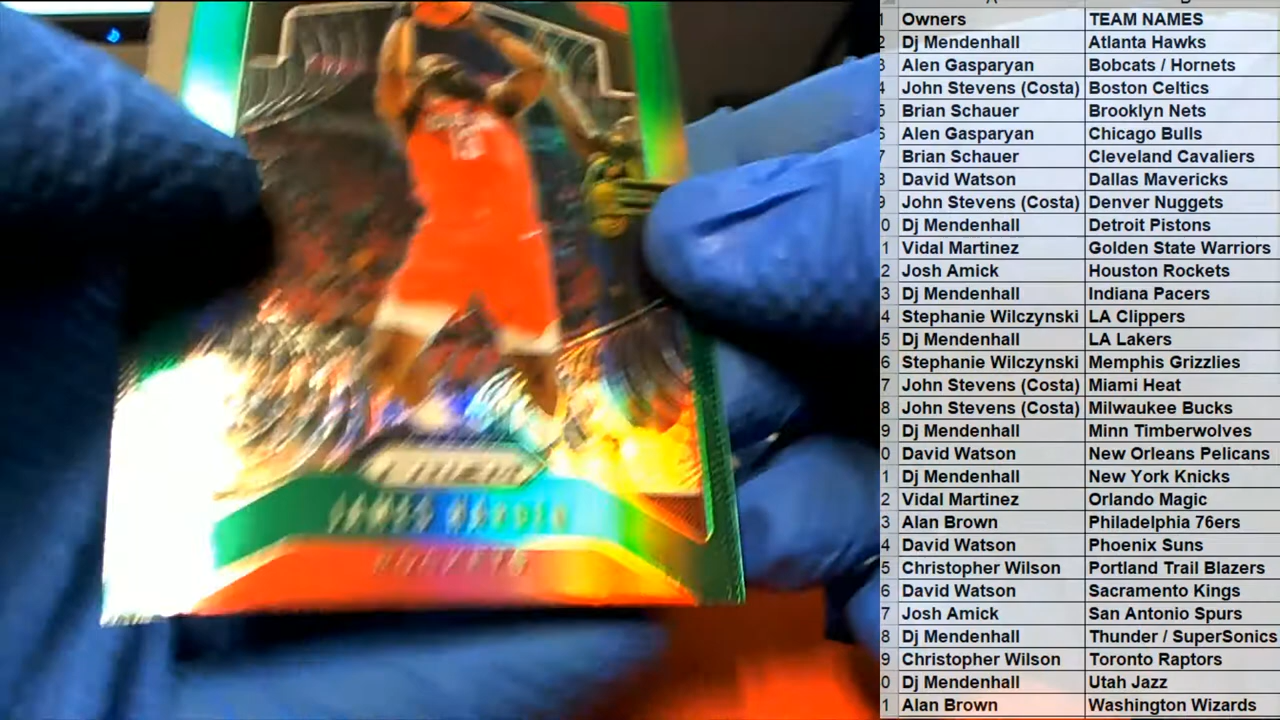 JAMES HARDEN
ROCKETS
Owners TEAM NAMES
Dj Mendenhall Atlanta Hawks
Alen Gasparyan Bobcats / Hornets
John Stevens (Costa) Boston Celtics
Brian Schauer Brooklyn Nets
Alen Gasparyan Chicago Bulls
Brian Schauer Cleveland Cavaliers
David Watson Dallas Mavericks
John Stevens (Costa) Denver Nuggets
Dj Mendenhall Detroit Pistons
Vidal Martinez Golden State Warriors
Josh Amick Houston Rockets
Dj Mendenhall Indiana Pacers
Stephanie Wilczynski LA Clippers
Dj Mendenhall LA Lakers
Stephanie Wilczynski Memphis Grizzlies
John Stevens (Costa) Miami Heat
John Stevens (Costa) Milwaukee Bucks
Dj Mendenhall Minn Timberwolves
David Watson New Orleans Pelicans
Dj Mendenhall New York Knicks
Vidal Martinez Orlando Magic
Alan Brown Philadelphia 76ers
David Watson Phoenix Suns
Christopher Wilson Portland Trail Blazers
David Watson Sacramento Kings
Josh Amick San Antonio Spurs
Dj Mendenhall Thunder / SuperSonics
Christopher Wilson Toronto Raptors
Dj Mendenhall Utah Jazz
Alan Brown Washington Wizards